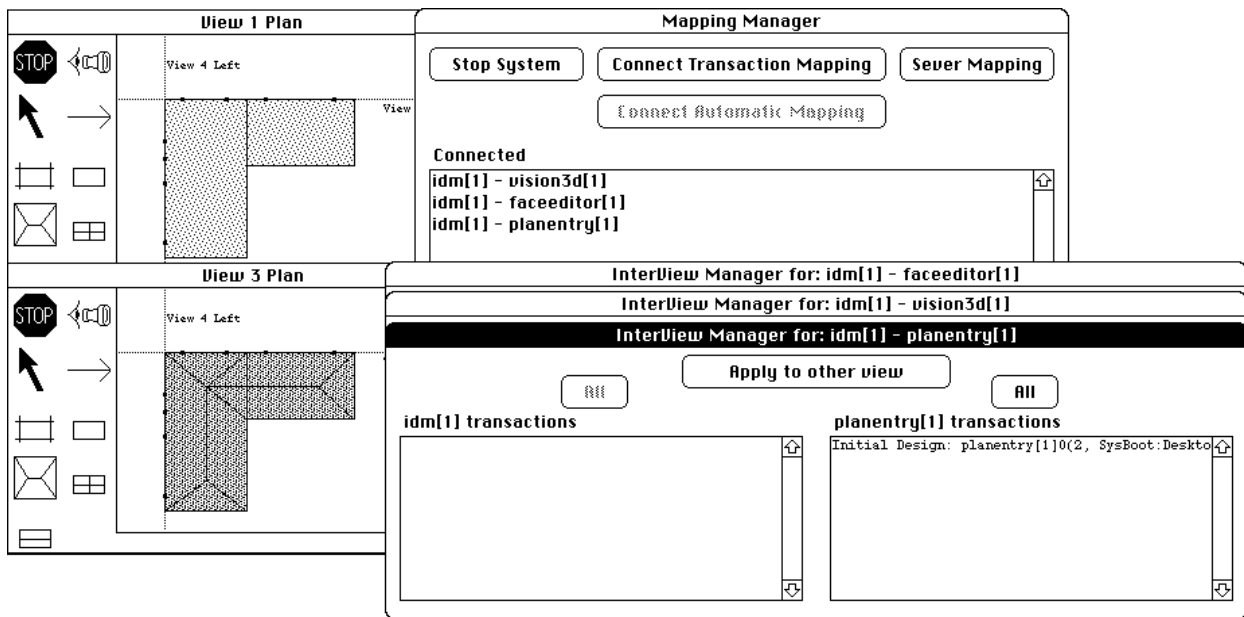 View 1 Plan
STOP
View 4 Left
View
Mapping Manager
Stop System
Connect Transaction Mapping
Sever Mapping
Connect Automatic Mapping
Connected
idm[1] - vision3d[1]
idm[1] - faceeditor[1]
idm[1] - planentry[1]
View 3 Plan
STOP
View 4 Left
InterView Manager for: idm[1] - faceeditor[1]
InterView Manager for: idm[1] - vision3d[1]
InterView Manager for: idm[1] - planentry[1]
Apply to other view
All
All
idm[1] transactions
planentry[1] transactions
Initial Design: planentry[1]0(2, SysBoot:Deskto